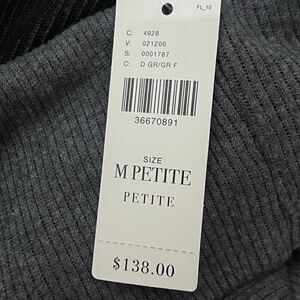 FL_10
C: 4928
V: 021206
S: 0001787
C: D GR/GR F
36670891
SIZE
M PETITE
PETITE
$138.00